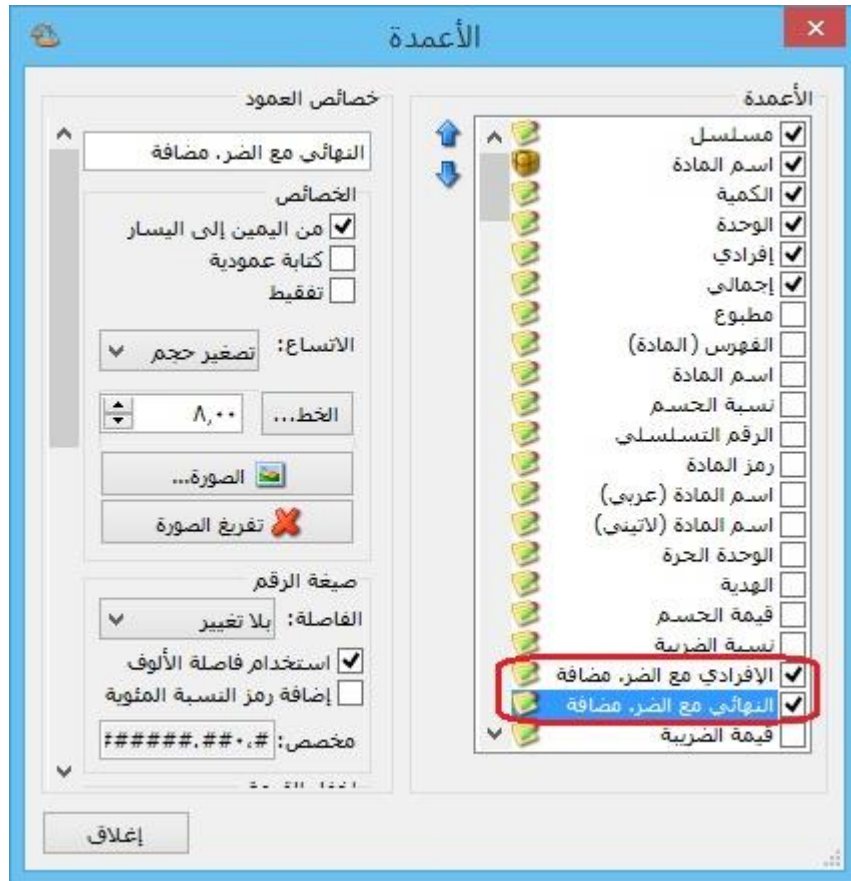 الأعمدة
الأعمدة
مسلسل
اسم المادة
الكمية
الوحدة
إفرادي
إجمالي
مطبوع
الفهرس (المادة)
اسم المادة
نسبة الحسم
الرقم التسلسلي
رمز المادة
اسم المادة (عربي)
اسم المادة (لاتيني)
الوحدة الحرة
الهدية
قيمة الحسم
نسبة الضريبة
الإفرادي مع الضر. مضافة
النهائي مع الضر. مضافة
قيمة الضريبة
خصائص العمود
النهائي مع الضر. مضافة
الخصائص
من اليمين إلى اليسار
كتابة عمودية
تفقيط
الاتساع: تصغير حجم
الخط... ٨,٠٠
الصورة...
تفريغ الصورة
صيغة الرقم
الفاصلة: بلا تغيير
استخدام فاصلة الألوف
إضافة رمز النسبة المئوية
مخصص: #،٠##.######
إغلاق